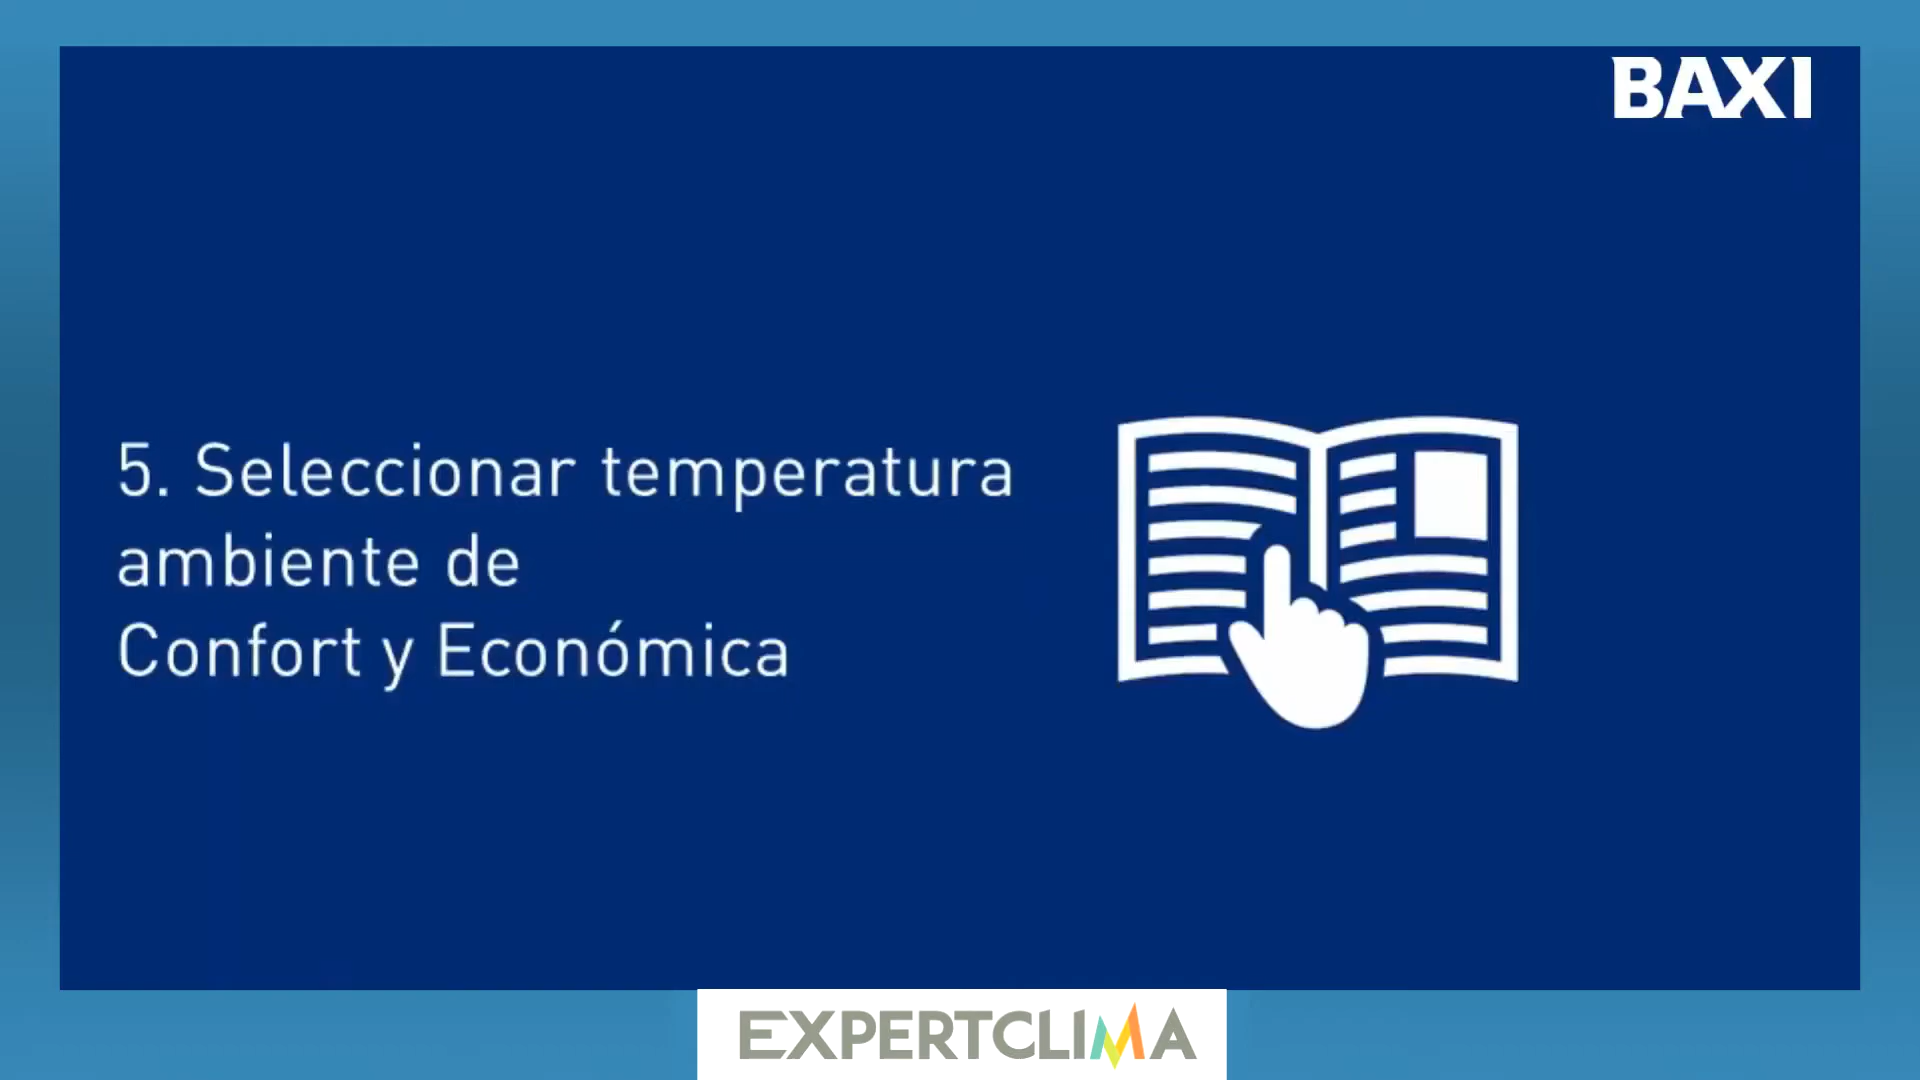 BAXI
5. Seleccionar temperatura
ambiente de
Confort y Económica
EXPERTCLIMA